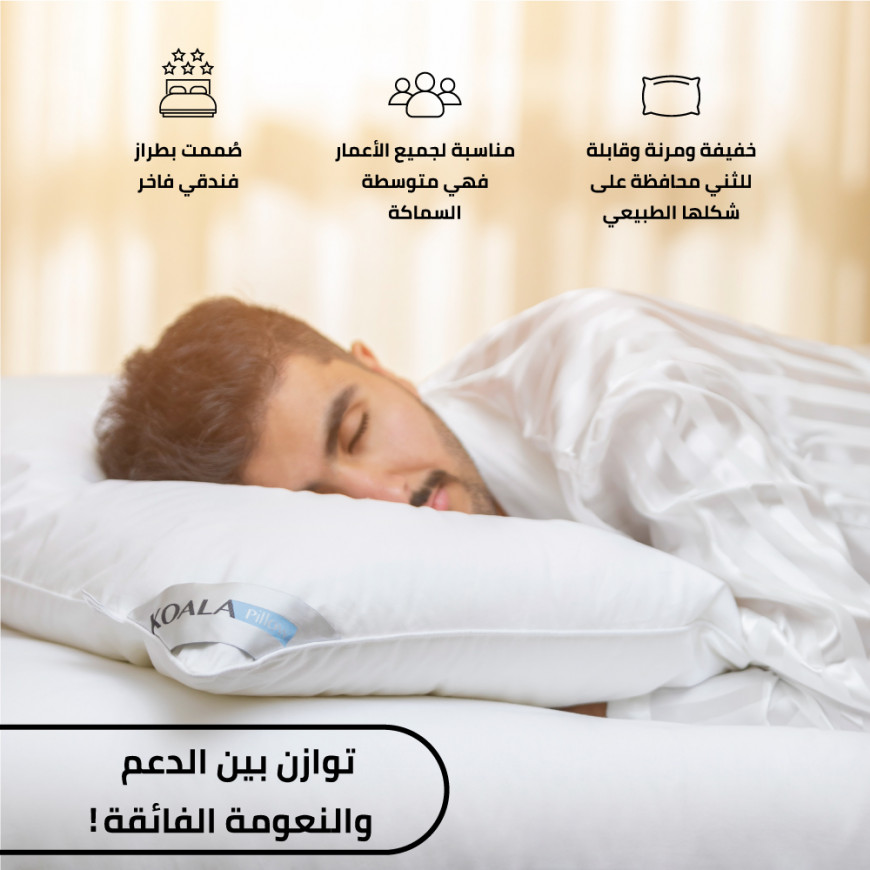 خفيفة ومرنة وقابلة
للثني محافظة على
شكلها الطبيعي
مناسبة لجميع الأعمار
فهي متوسطة
السماكة
صُممت بطراز
فندقي فاخر
KOALA Pillow
توازن بين الدعم
والنعومة الفائقة!